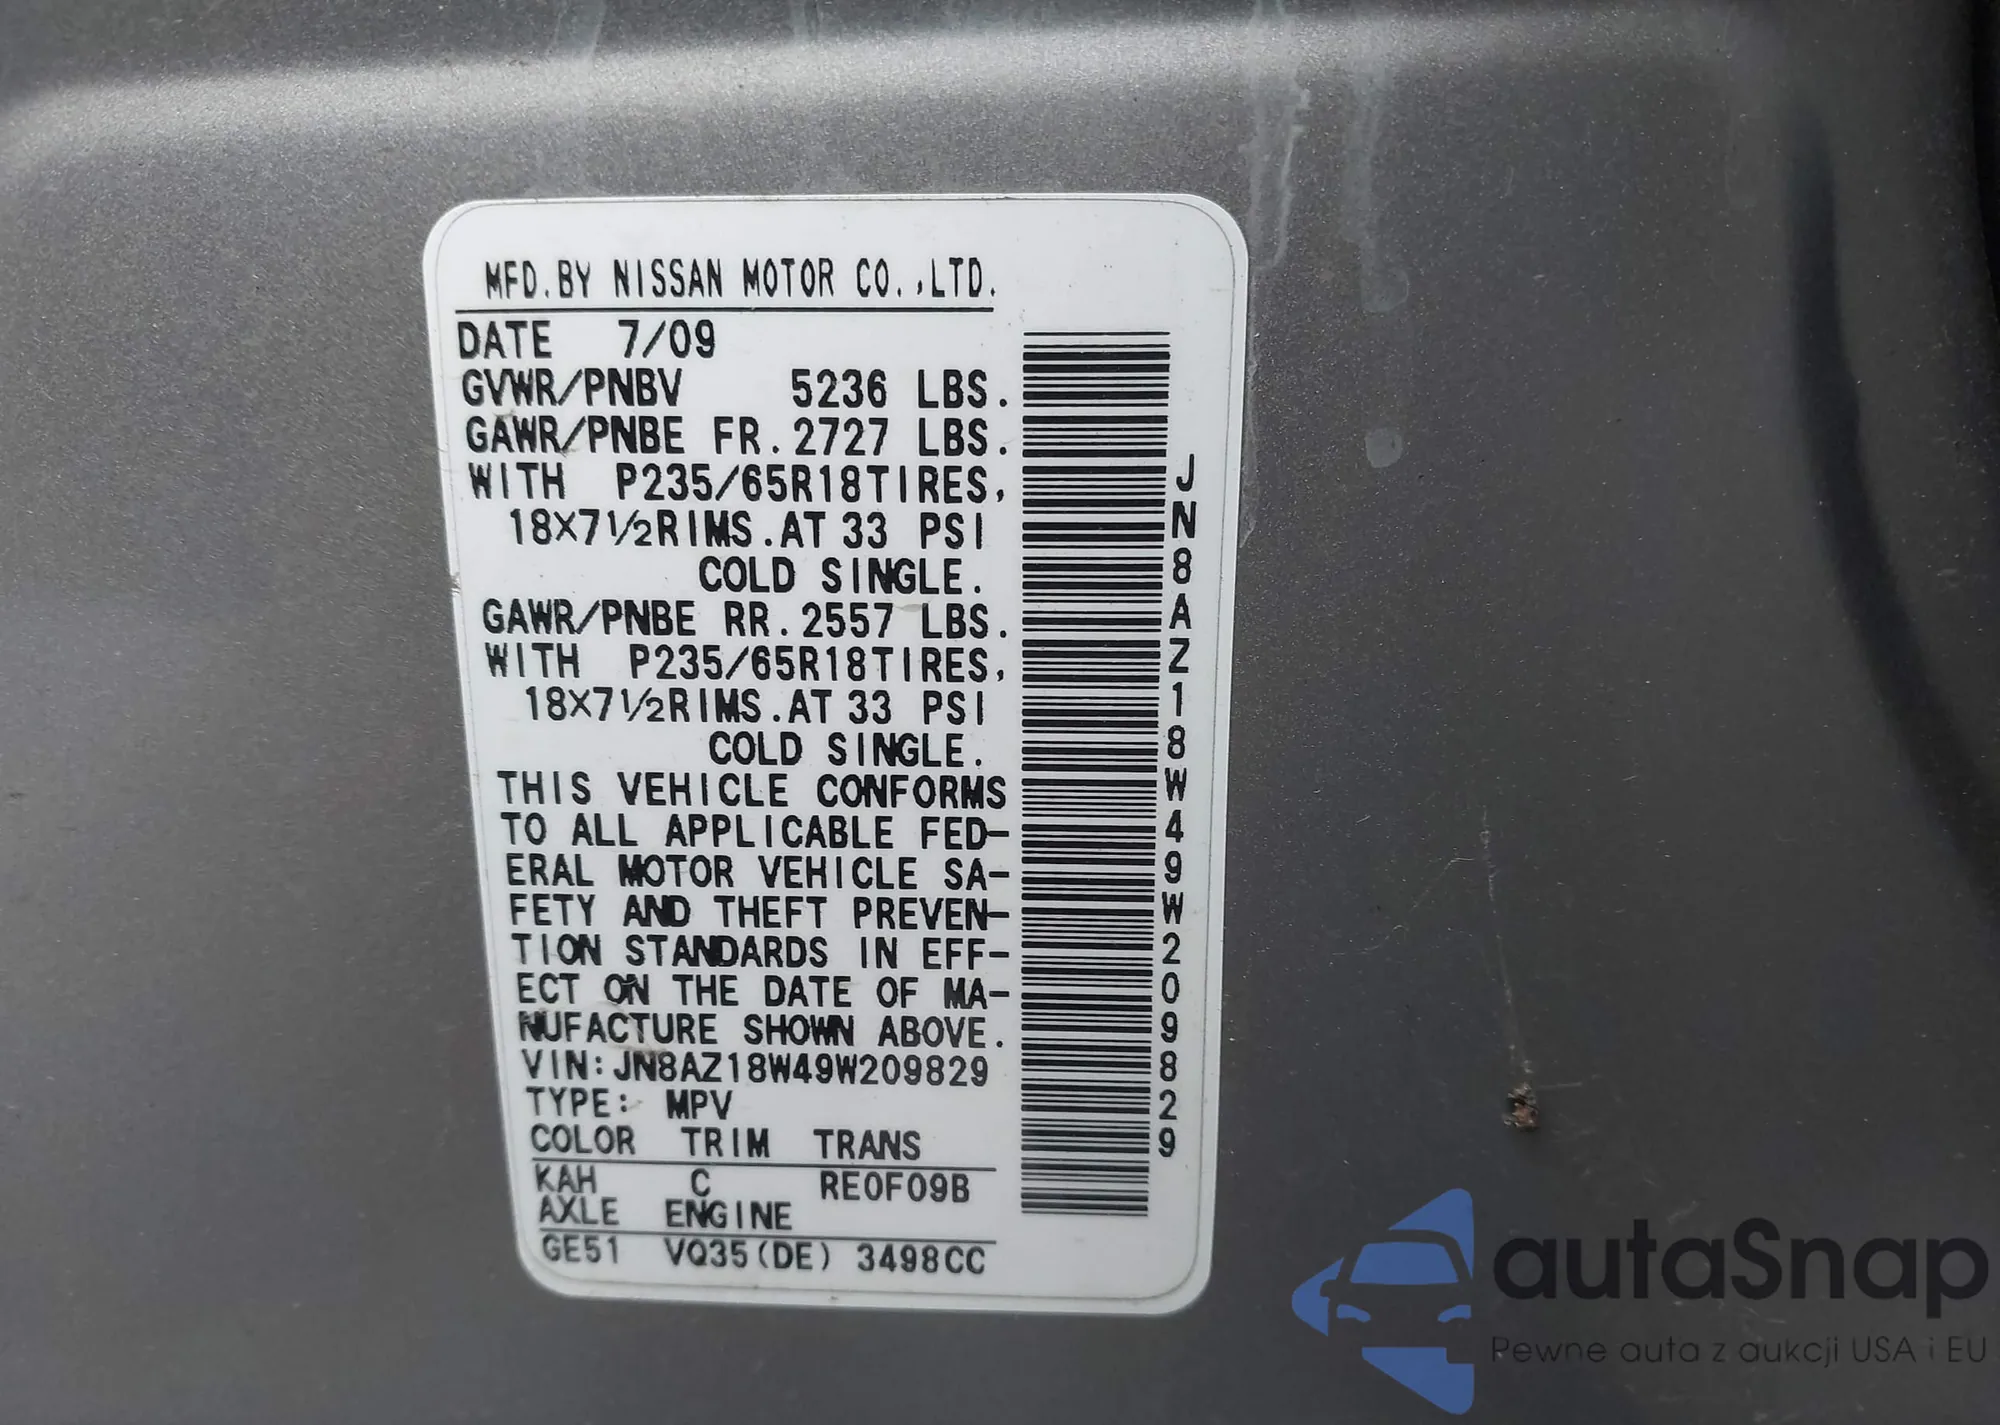 MFD.BY NISSAN MOTOR CO.,LTD.
DATE 7/09
GVWR/PNBV 5236 LBS.
GAWR/PNBE FR.2727 LBS.
WITH P235/65R18TIRES,
18X7½RIMS.AT 33 PSI
COLD SINGLE.
GAWR/PNBE RR.2557 LBS.
WITH P235/65R18TIRES,
18X7½RIMS.AT 33 PSI
COLD SINGLE.
THIS VEHICLE CONFORMS
TO ALL APPLICABLE FED-
ERAL MOTOR VEHICLE SA-
FETY AND THEFT PREVEN-
TION STANDARDS IN EFF-
ECT ON THE DATE OF MA-
NUFACTURE SHOWN ABOVE.
VIN:JN8AZ18W49W209829
TYPE: MPV
COLOR TRIM TRANS
KAH C RE0F09B
AXLE ENGINE
GE51 VQ35(DE) 3498CC
JN8AZ18W49W209829
autaSnap
Pewne auta z aukcji USA i EU